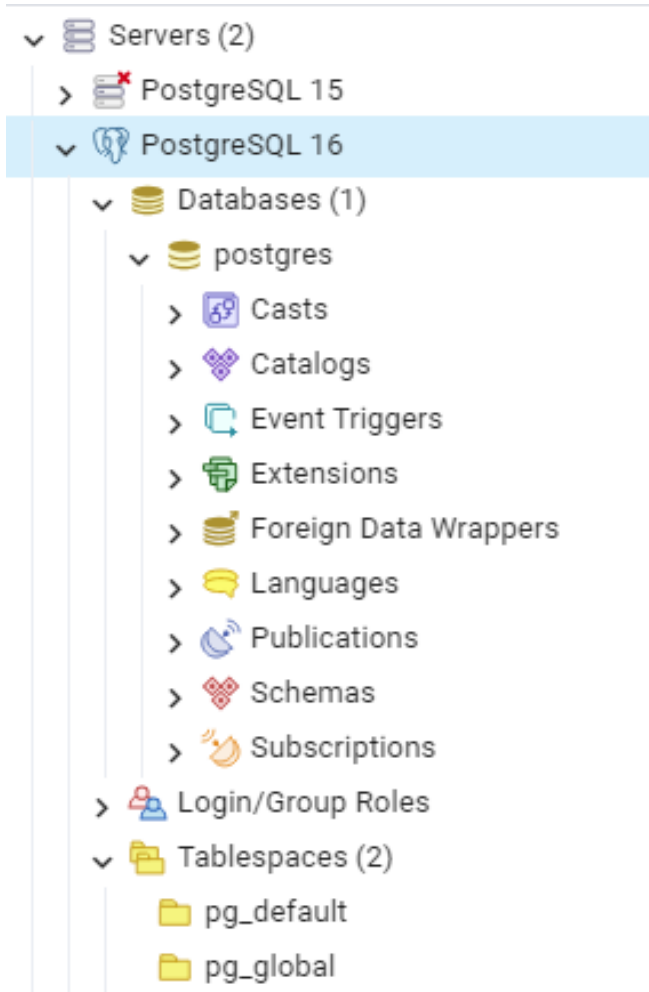 Servers (2)
PostgreSQL 15
PostgreSQL 16
Databases (1)
postgres
Casts
Catalogs
Event Triggers
Extensions
Foreign Data Wrappers
Languages
Publications
Schemas
Subscriptions
Login/Group Roles
Tablespaces (2)
pg_default
pg_global